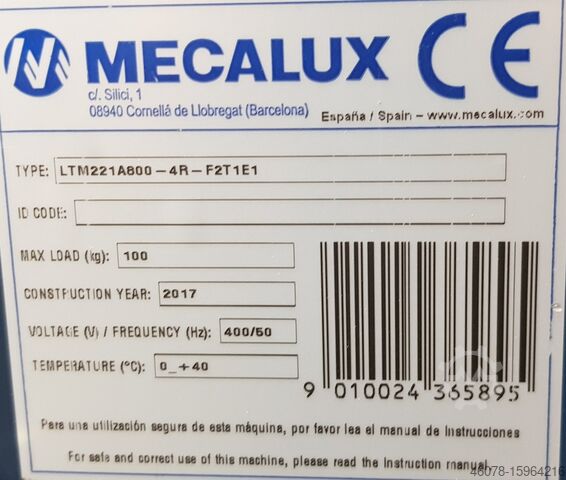 MECALUX CE
c/. Silici, 1
08940 Cornellá de Llobregat (Barcelona)
España / Spain – www.mecalux.com
TYPE: LTM221A800-4R-F2T1E1
ID CODE:
MAX LOAD (kg): 100
CONSTRUCTION YEAR: 2017
VOLTAGE (V) / FREQUENCY (Hz): 400/50
TEMPERATURE (°C): 0_+40
9 010024 365895
Para una utilización segura de esta máquina, por favor lea el manual de Instrucciones
For safe and correct use of this machine, please read the Instruction manual
46078-15964216